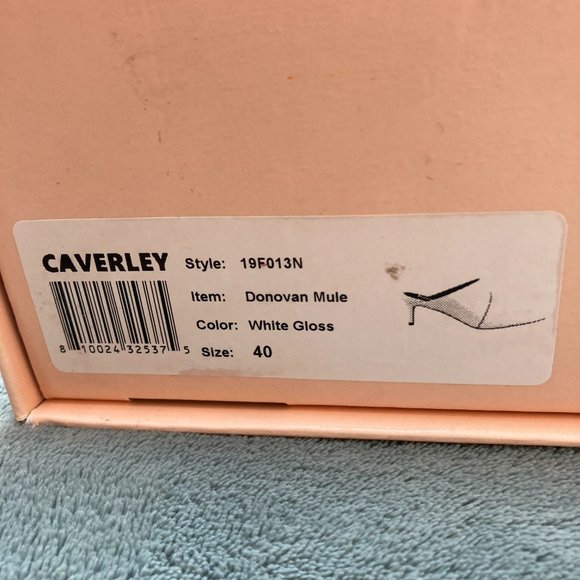 CAVERLEY Style: 19F013N
Item: Donovan Mule
Color: White Gloss
Size: 40
8 10024 32537 5